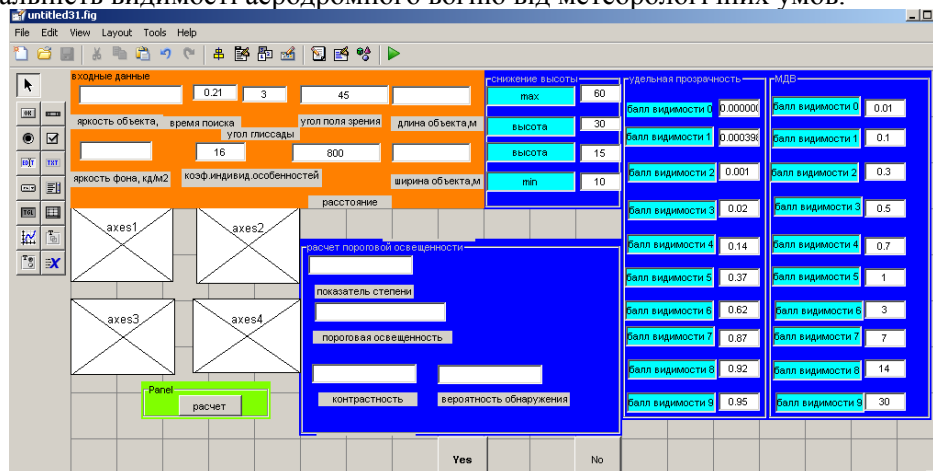 альність видимості аеродромного вогню від метеорологічних умов.
untitled31.fig
File Edit View Layout Tools Help
входные данные
0.21 3 45
яркость объекта, время поиска угол поля зрения длина объекта,м
угол глиссады
16 800
яркость фона, кд/м2 коэф.индивид.особенностей ширина объекта,м
расстояние
снижение высоты
max 60
высота 30
высота 15
min 10
удельная прозрачность
балл видимости 0 0.00000(
балл видимости 1 0.00039
балл видимости 2 0.001
балл видимости 3 0.02
балл видимости 4 0.14
балл видимости 5 0.37
балл видимости 6 0.62
балл видимости 7 0.87
балл видимости 8 0.92
балл видимости 9 0.95
МДВ
балл видимости 0 0.01
балл видимости 1 0.1
балл видимости 2 0.3
балл видимости 3 0.5
балл видимости 4 0.7
балл видимости 5 1
балл видимости 6 3
балл видимости 7 7
балл видимости 8 14
балл видимости 9 30
axes1 axes2
axes3 axes4
расчет пороговой освещенности
показатель степени
пороговая освещенность
контрастность вероятность обнаружения
Panel
расчет
Yes No
OK
EDIT TXT
TGL